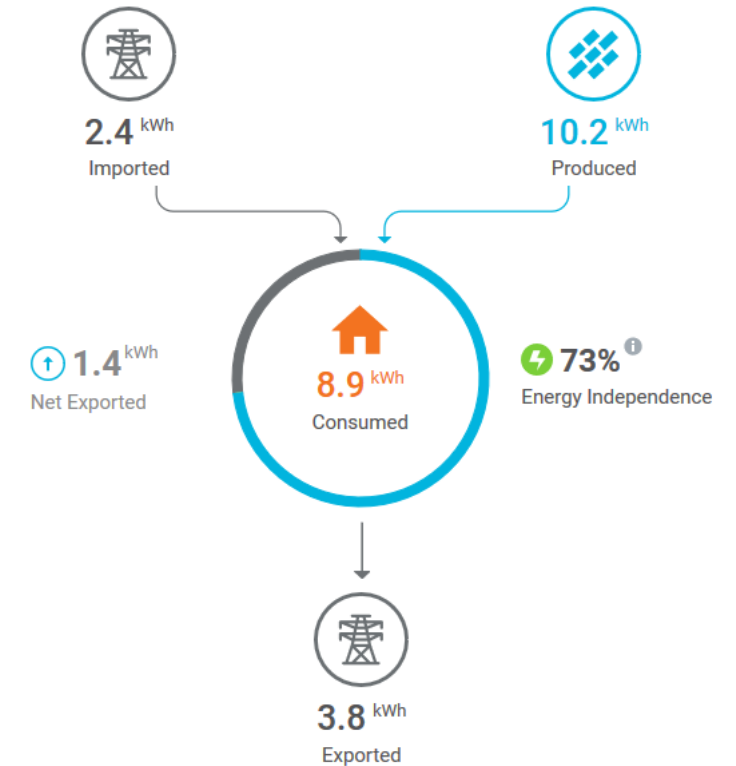 2.4 kWh
Imported
10.2 kWh
Produced
1.4 kWh
Net Exported
8.9 kWh
Consumed
73% i
Energy Independence
3.8 kWh
Exported